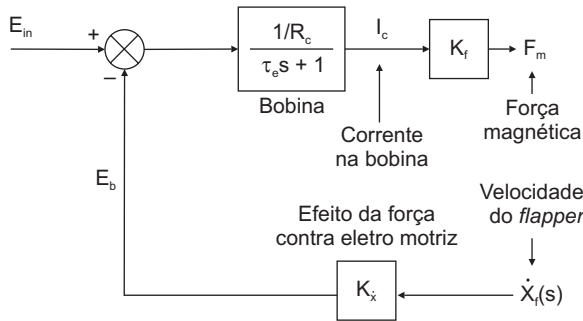 E_in
+
−
1/R_c
τ_e s + 1
Bobina
I_c
Corrente
na bobina
K_f
F_m
Força
magnética
E_b
Efeito da força
contra eletro motriz
K_ẋ
Velocidade
do flapper
Ẋ_f(s)